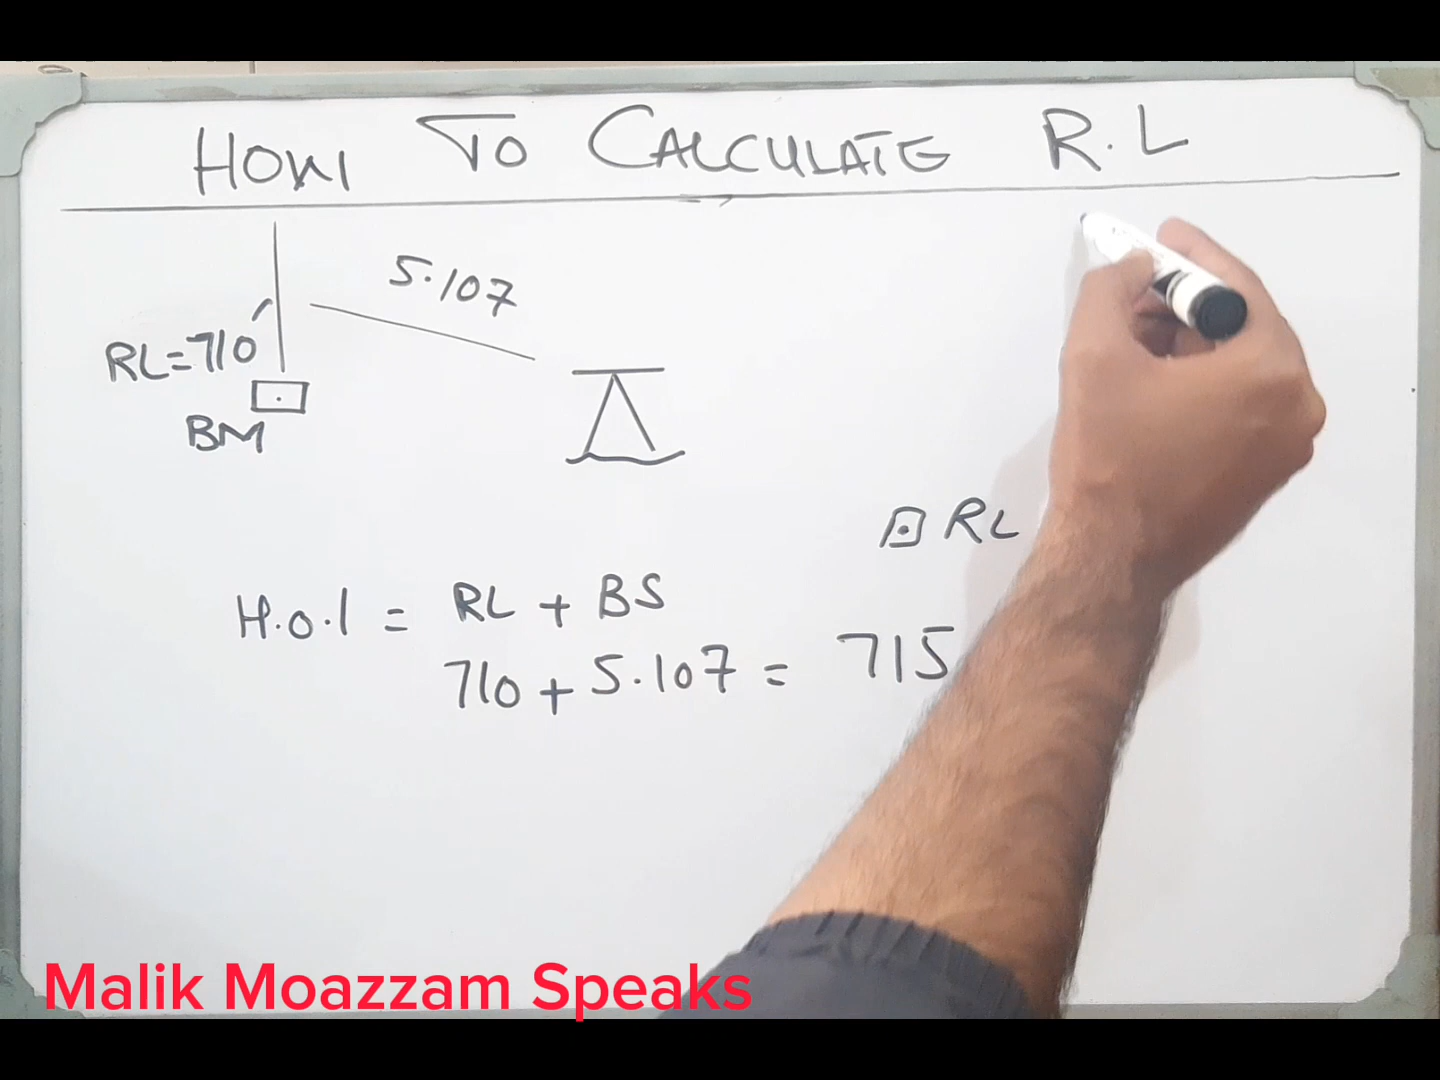 HOW TO CALCULATE R.L
5.107
RL=710
BM
RL
H.O.I = RL + BS
710 + 5.107 = 715
Malik Moazzam Speaks